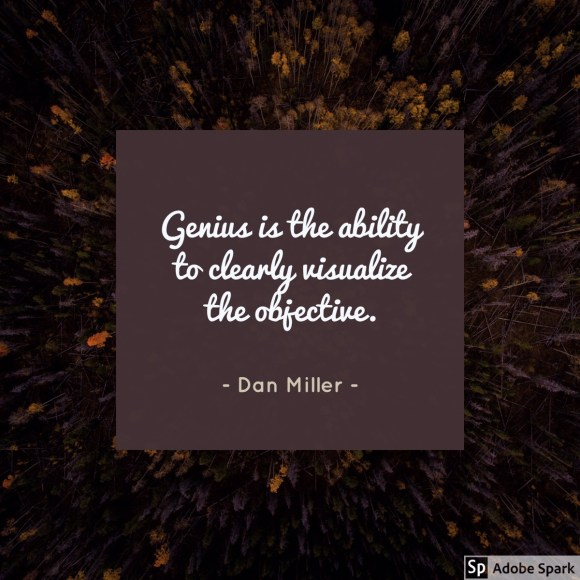 Genius is the ability
to clearly visualize
the objective.
- Dan Miller -
Sp Adobe Spark